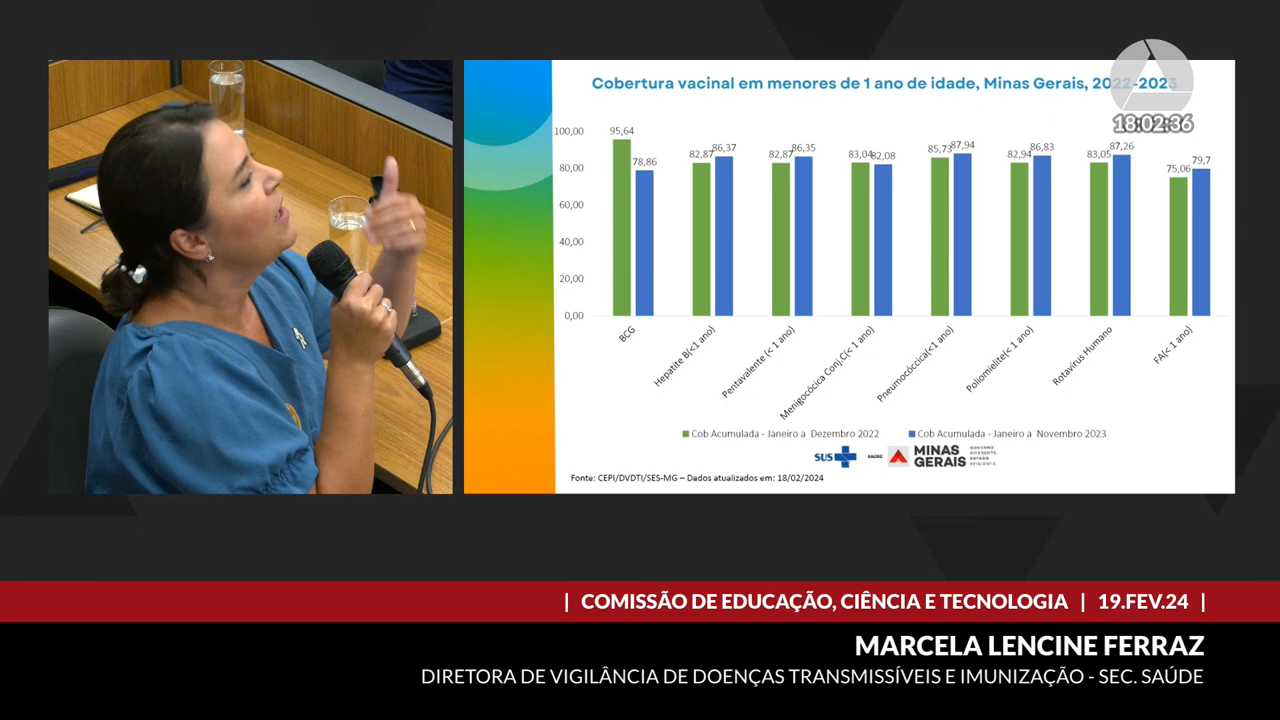 Cobertura vacinal em menores de 1 ano de idade, Minas Gerais, 2022-2023
18:02:36
100,00
80,00
60,00
40,00
20,00
0,00
95,64
78,86
82,87
86,37
82,87
86,35
83,04
82,08
85,73
87,94
82,94
86,83
83,05
87,26
75,06
79,7
BCG
Hepatite B(<1 ano)
Pentavalente (< 1 ano)
Menigocócica Conj.C(< 1 ano)
Pneumocóccica(<1 ano)
Poliomielite(< 1 ano)
Rotavírus Humano
FA(< 1 ano)
Cob Acumulada - Janeiro a Dezembro 2022
Cob Acumulada - Janeiro a Novembro 2023
SUS
SAÚDE
MINAS
GERAIS
GOVERNO
DIFERENTE.
ESTADO
EFICIENTE.
Fonte: CEPI/DVDTI/SES-MG – Dados atualizados em: 18/02/2024
| COMISSÃO DE EDUCAÇÃO, CIÊNCIA E TECNOLOGIA | 19.FEV.24 |
MARCELA LENCINE FERRAZ
DIRETORA DE VIGILÂNCIA DE DOENÇAS TRANSMISSÍVEIS E IMUNIZAÇÃO - SEC. SAÚDE